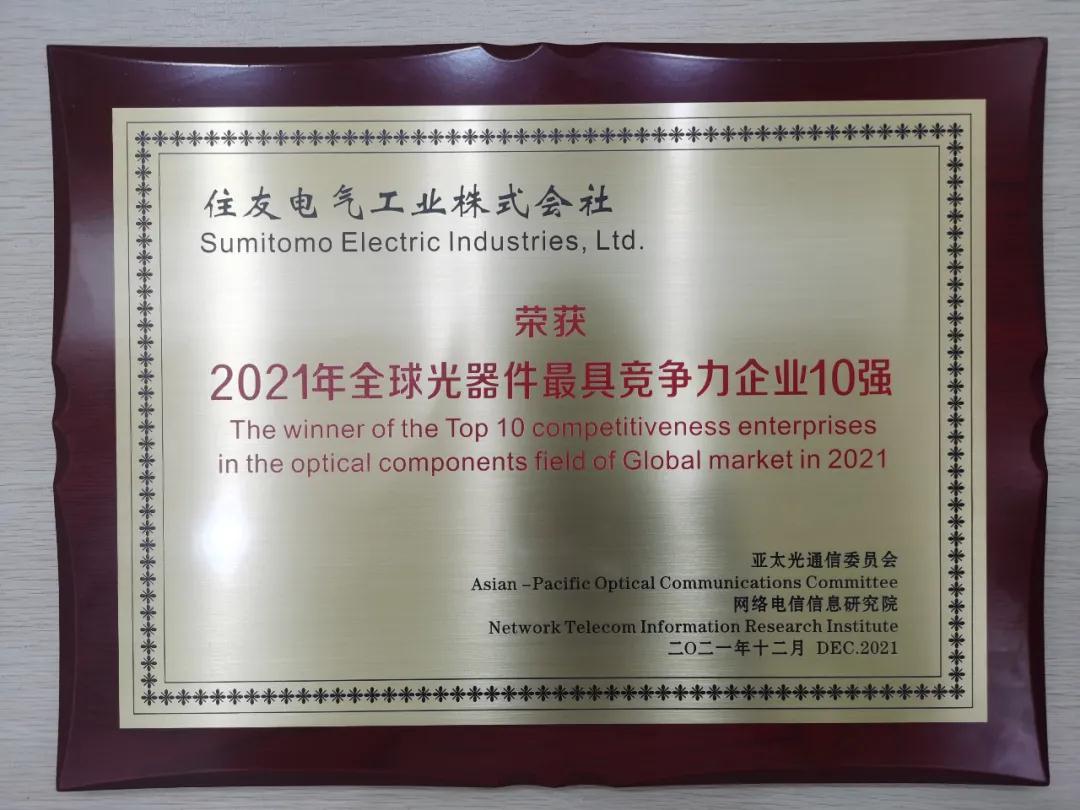 住友电气工业株式会社
Sumitomo Electric Industries, Ltd.
荣获
2021年全球光器件最具竞争力企业10强
The winner of the Top 10 competitiveness enterprises
in the optical components field of Global market in 2021
亚太光通信委员会
Asian -Pacific Optical Communications Committee
网络电信信息研究院
Network Telecom Information Research Institute
二〇二一年十二月 DEC.2021